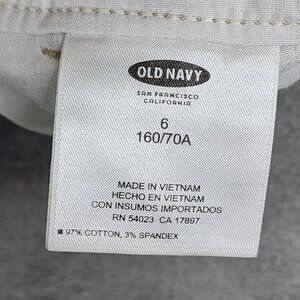 OLD NAVY
SAN FRANCISCO
CALIFORNIA
6
160/70A
MADE IN VIETNAM
HECHO EN VIETNAM
CON INSUMOS IMPORTADOS
RN 54023 CA 17897
97% COTTON, 3% SPANDEX